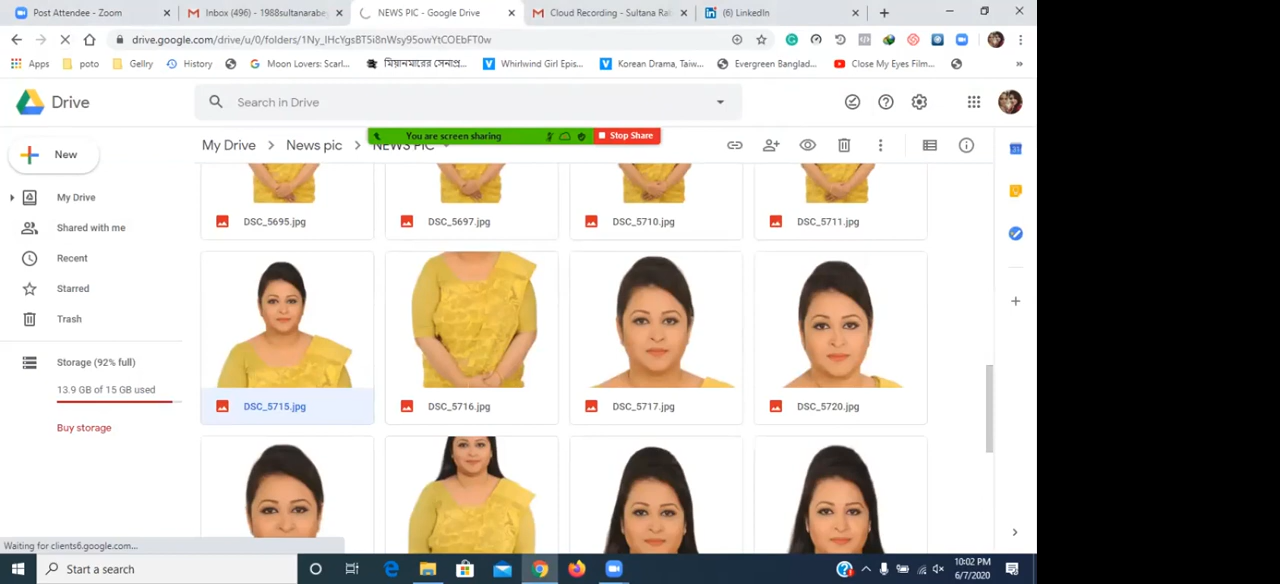 Post Attendee - Zoom
Inbox (496) - 1988sultanarabe
NEWS PIC - Google Drive
Cloud Recording - Sultana Ra
(6) LinkedIn
drive.google.com/drive/u/0/folders/1Ny_IHcYgsBT5i8nWsy95owYtCOEbFT0w
Apps
poto
Gellry
History
Moon Lovers: Scarl...
মিয়ানমারের সেনাপ্র...
Whirlwind Girl Epis...
Korean Drama, Taiw...
Evergreen Banglad...
Close My Eyes Film...
»
Drive
Search in Drive
You are screen sharing
Stop Share
New
My Drive > News pic > NEWS PIC
My Drive
Shared with me
Recent
Starred
Trash
Storage (92% full)
13.9 GB of 15 GB used
Buy storage
DSC_5695.jpg
DSC_5697.jpg
DSC_5710.jpg
DSC_5711.jpg
DSC_5715.jpg
DSC_5716.jpg
DSC_5717.jpg
DSC_5720.jpg
31
Waiting for clients6.google.com...
Start a search
10:02 PM
6/7/2020